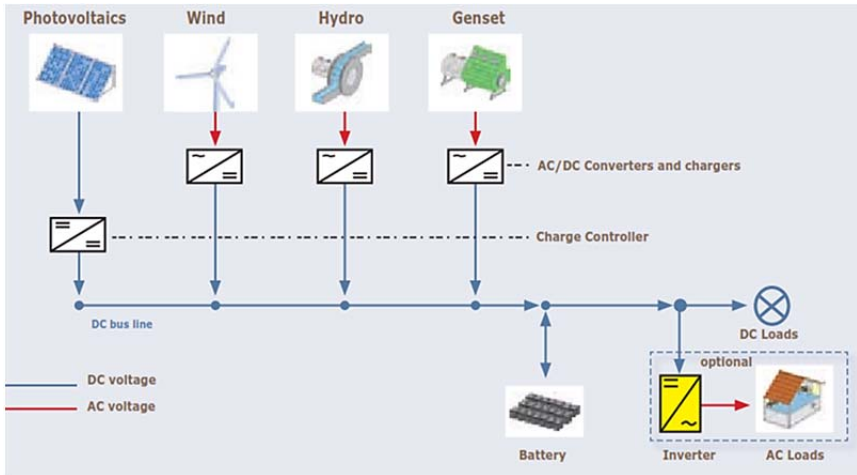 Photovoltaics Wind Hydro Genset
AC/DC Converters and chargers
Charge Controller
DC bus line
DC Loads
optional
DC voltage
AC voltage
Battery Inverter AC Loads